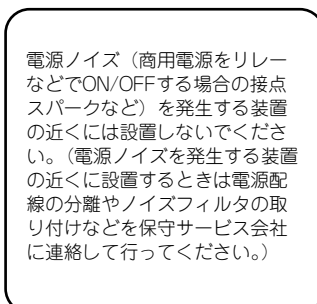 電源ノイズ（商用電源をリレー
などでON/OFFする場合の接点
スパークなど）を発生する装置
の近くには設置しないでくださ
い。（電源ノイズを発生する装置
の近くに設置するときは電源配
線の分離やノイズフィルタの取
り付けなどを保守サービス会社
に連絡して行ってください。）